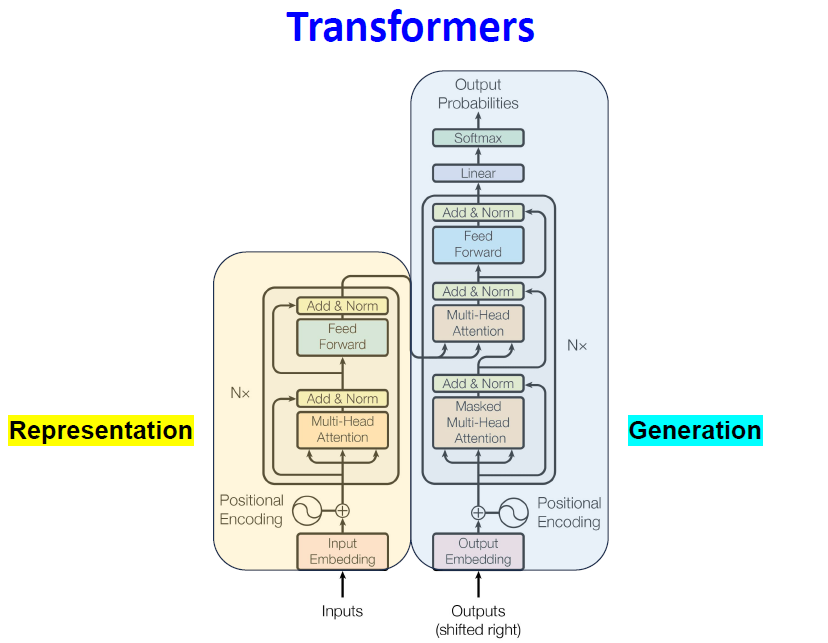 Transformers
Output
Probabilities
Softmax
Linear
Add & Norm
Feed
Forward
Add & Norm
Multi-Head
Attention
Nx
Add & Norm
Masked
Multi-Head
Attention
Positional
Encoding
Output
Embedding
Outputs
(shifted right)
Generation
Add & Norm
Feed
Forward
Nx
Add & Norm
Multi-Head
Attention
Positional
Encoding
Input
Embedding
Inputs
Representation